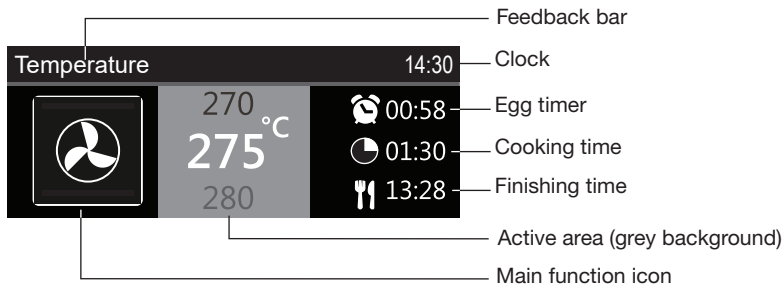 Feedback bar
Temperature 14:30 Clock
270
00:58 Egg timer
275°C
01:30 Cooking time
280
13:28 Finishing time
Active area (grey background)
Main function icon